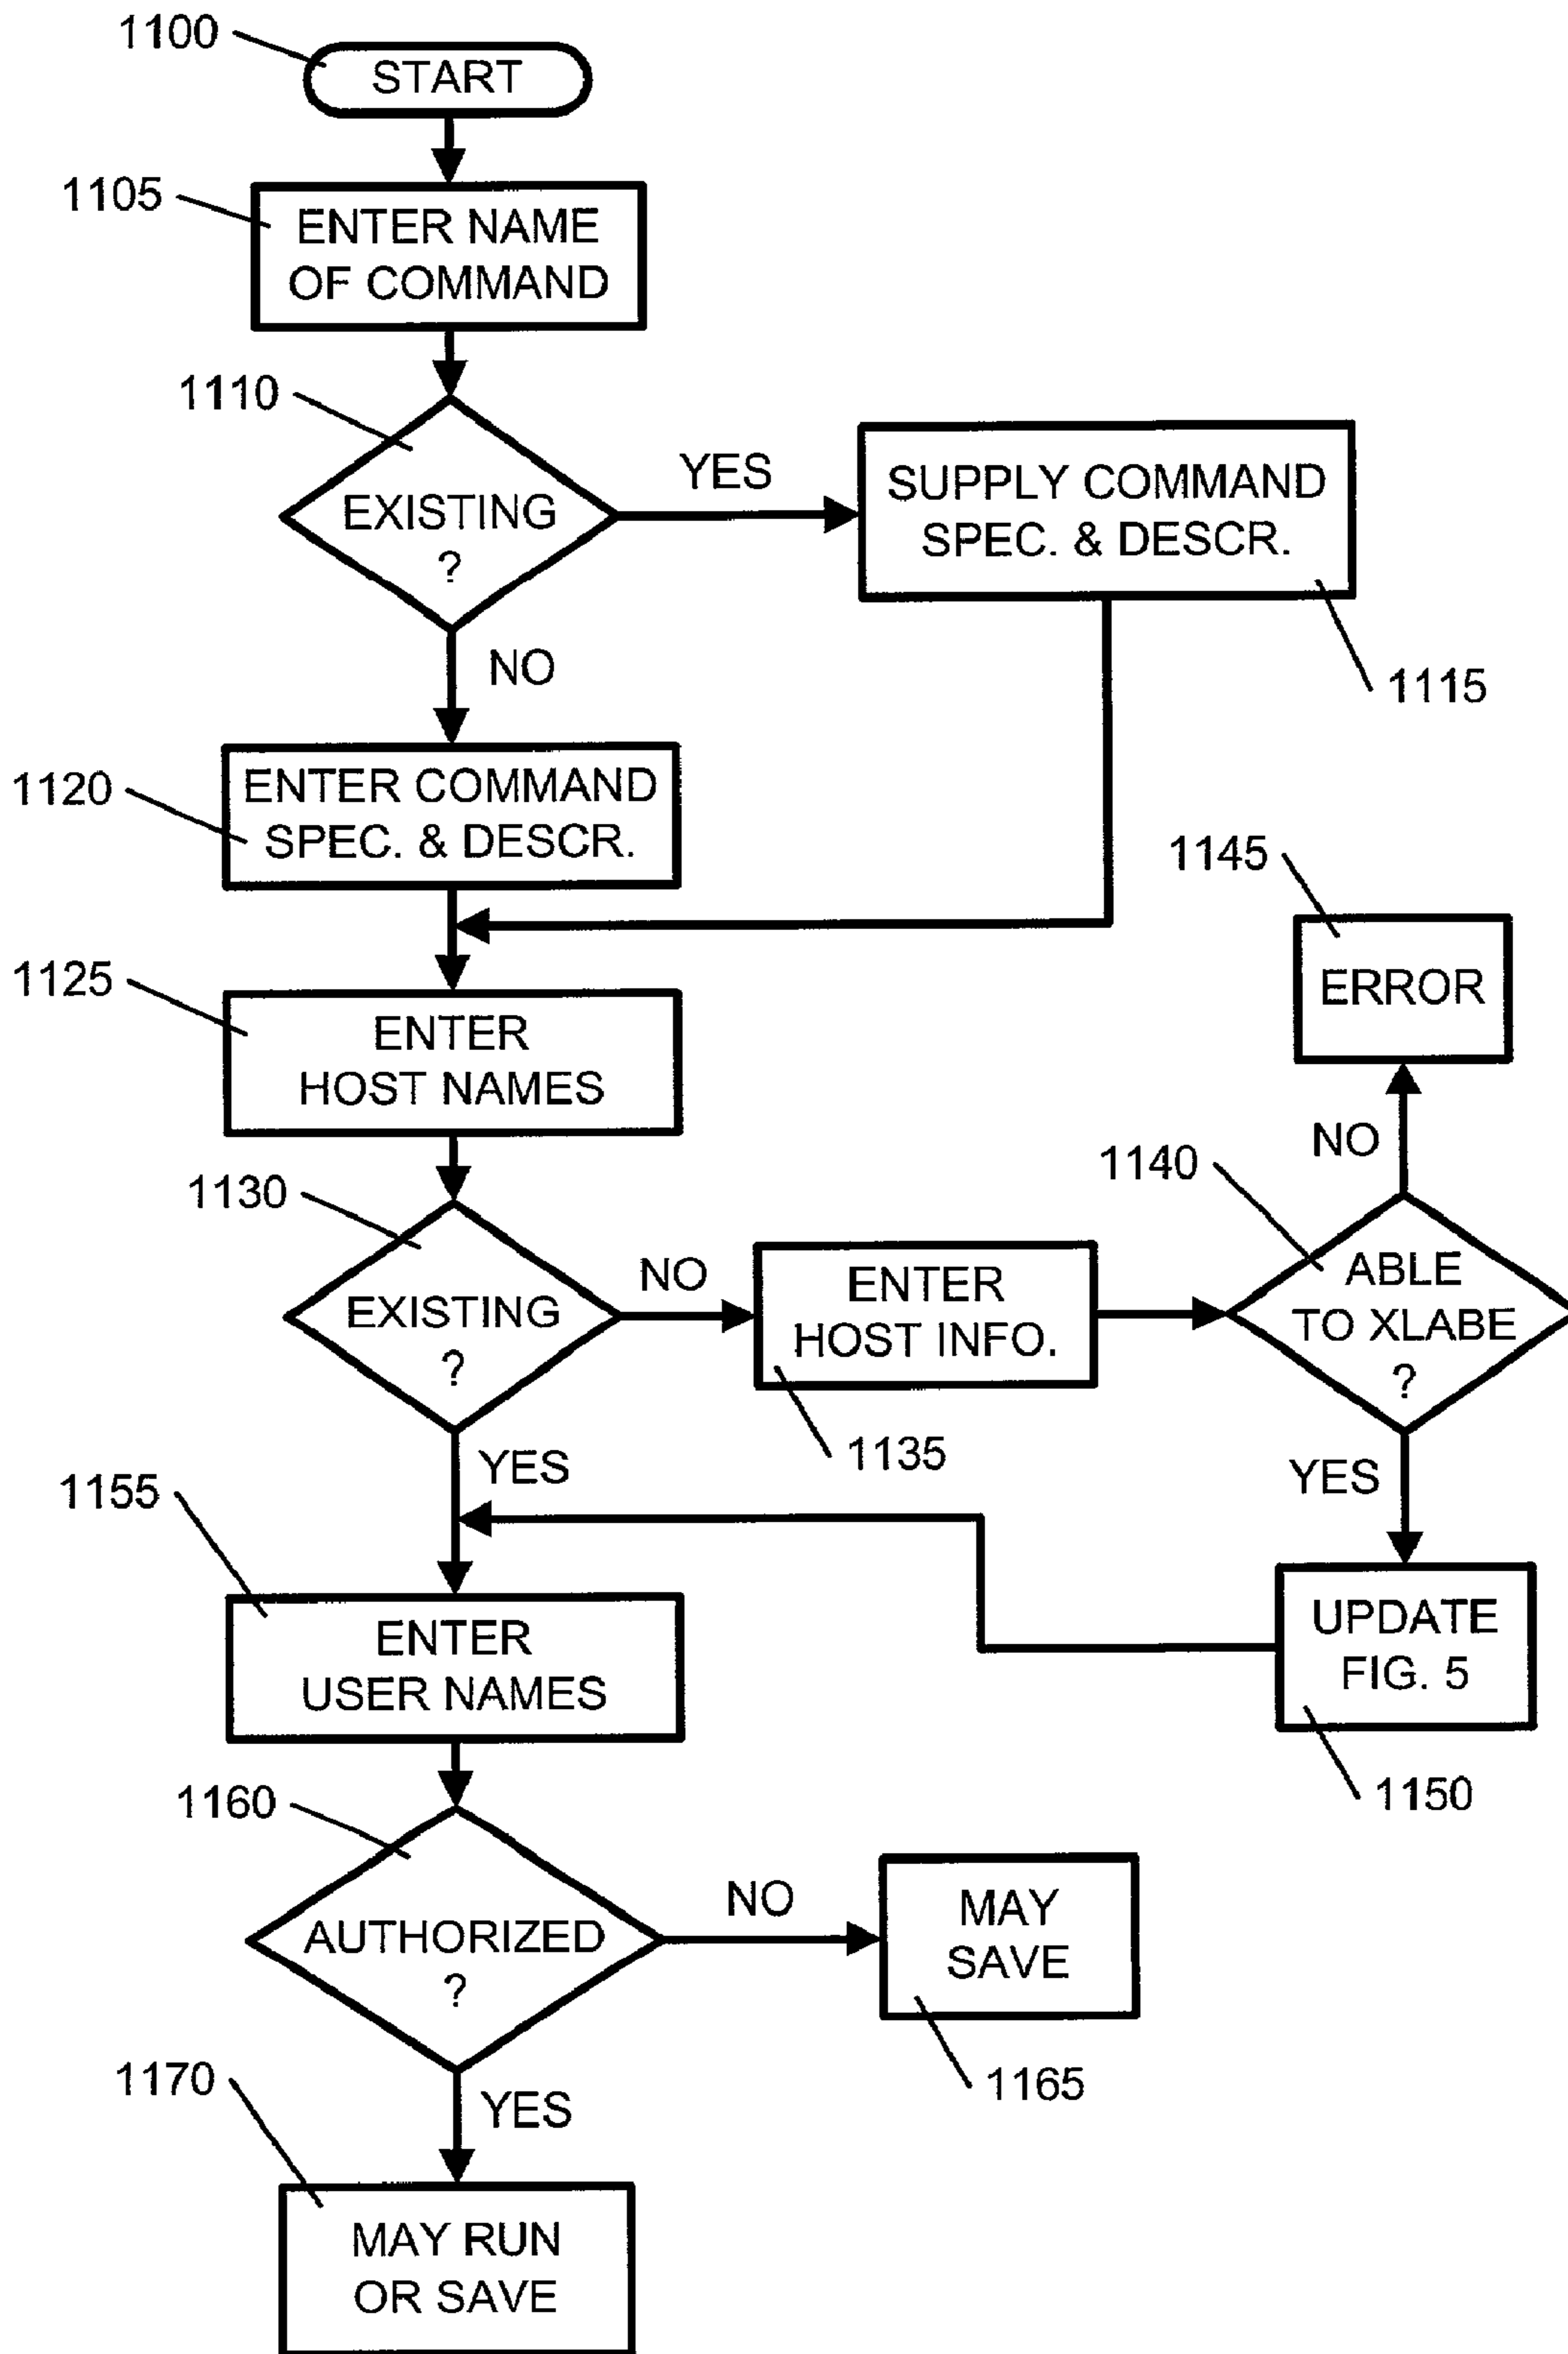 1100
START
1105
ENTER NAME
OF COMMAND
1110
EXISTING
?
YES
SUPPLY COMMAND
SPEC. & DESCR.
1115
NO
1120
ENTER COMMAND
SPEC. & DESCR.
1125
ENTER
HOST NAMES
1130
EXISTING
?
NO
ENTER
HOST INFO.
1135
1140
ABLE
TO XLABE
?
NO
1145
ERROR
YES
UPDATE
FIG. 5
1150
YES
1155
ENTER
USER NAMES
1160
AUTHORIZED
?
NO
MAY
SAVE
1165
YES
1170
MAY RUN
OR SAVE